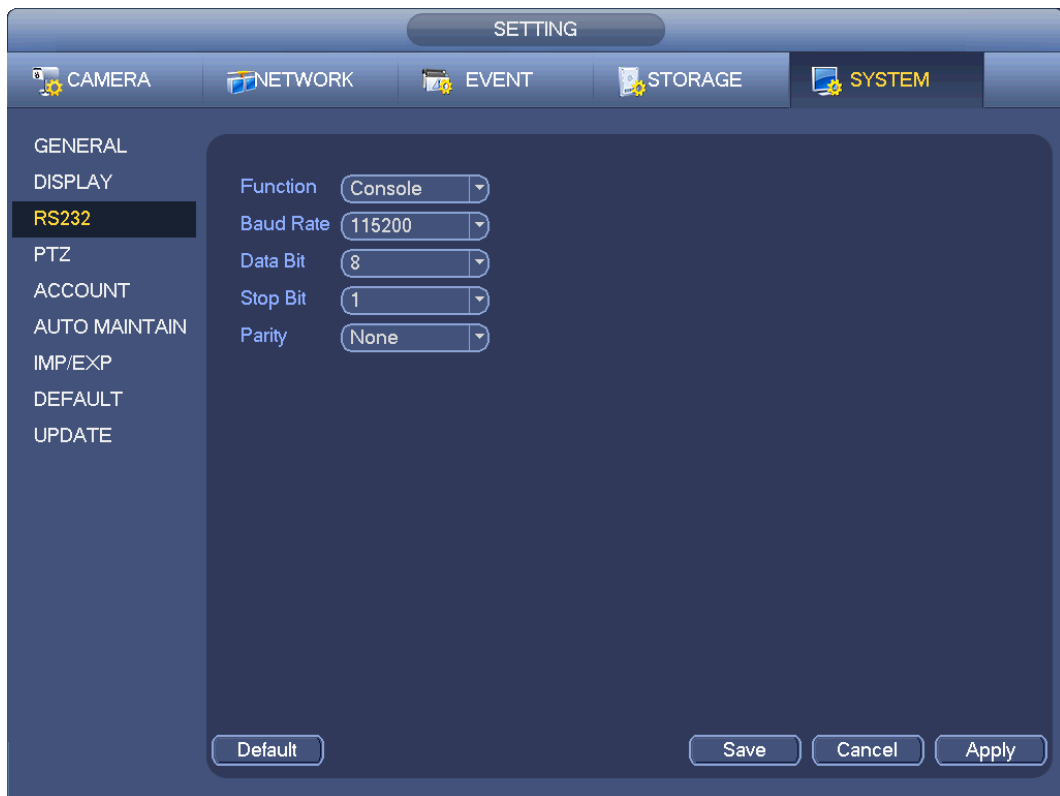 SETTING
CAMERA NETWORK EVENT STORAGE SYSTEM
GENERAL
DISPLAY
RS232
PTZ
ACCOUNT
AUTO MAINTAIN
IMP/EXP
DEFAULT
UPDATE
Function Console
Baud Rate 115200
Data Bit 8
Stop Bit 1
Parity None
Default Save Cancel Apply